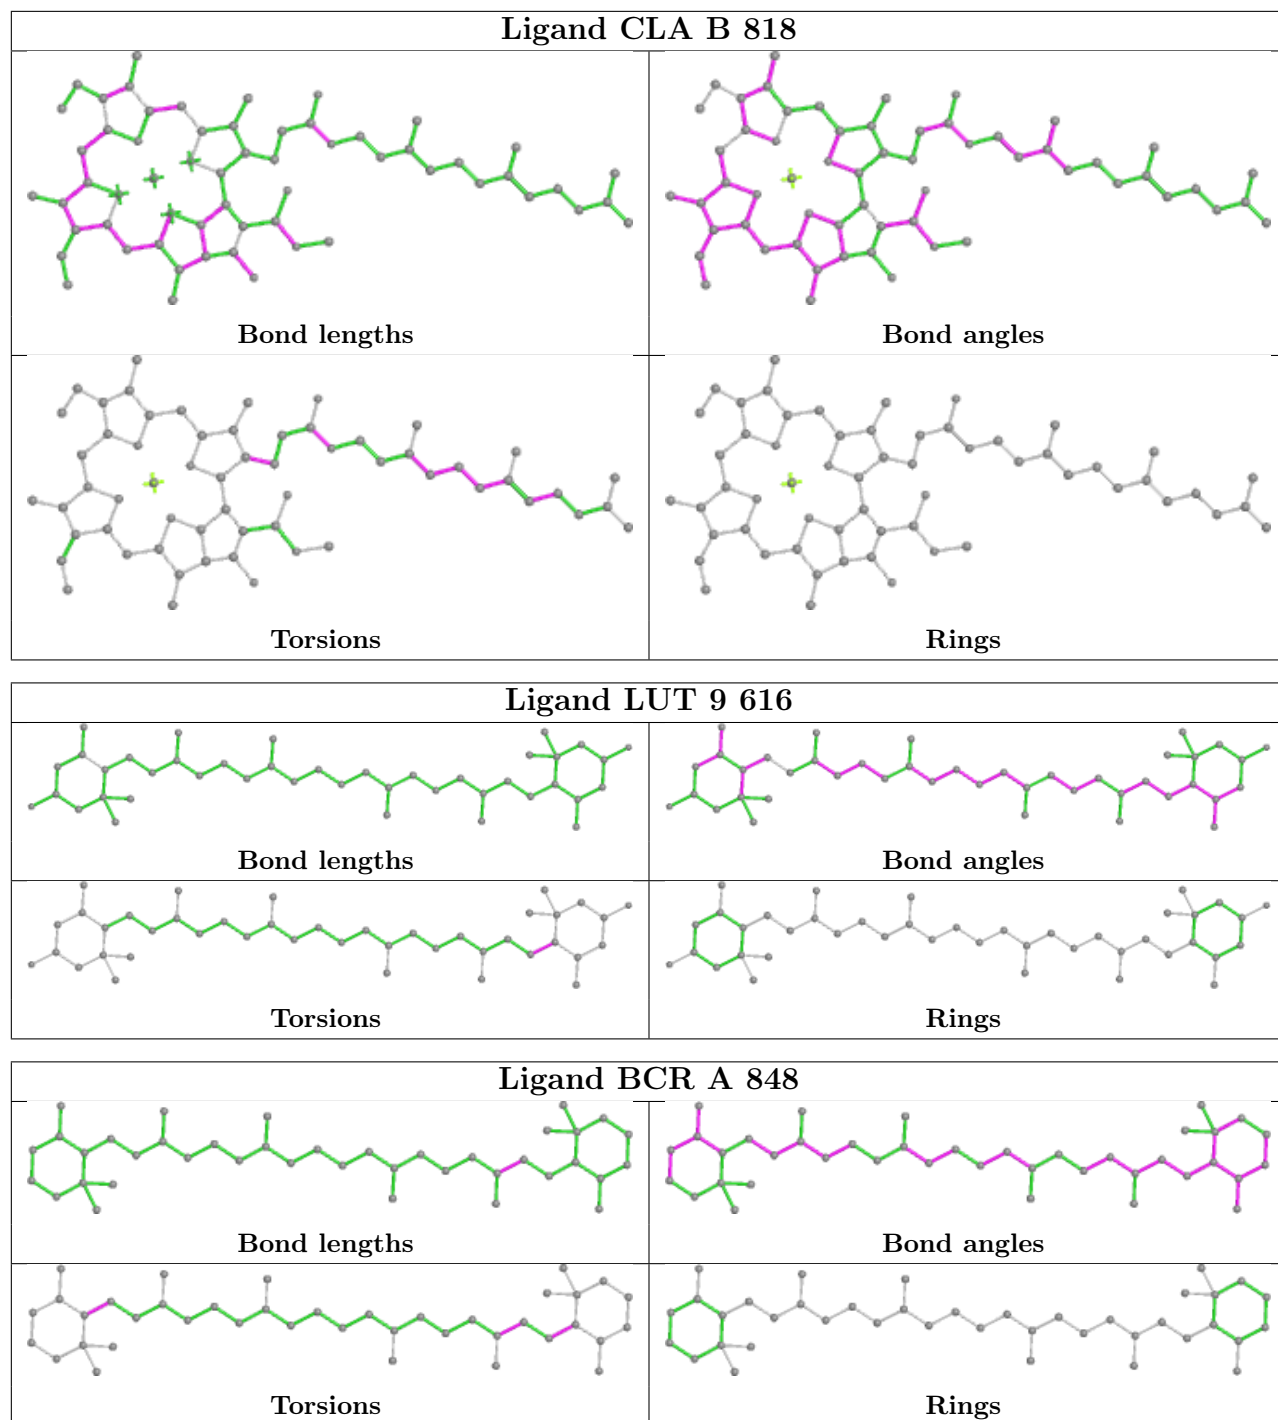 Ligand CLA B 818
Bond lengths
Bond angles
Torsions
Rings
Ligand LUT 9 616
Bond lengths
Bond angles
Torsions
Rings
Ligand BCR A 848
Bond lengths
Bond angles
Torsions
Rings